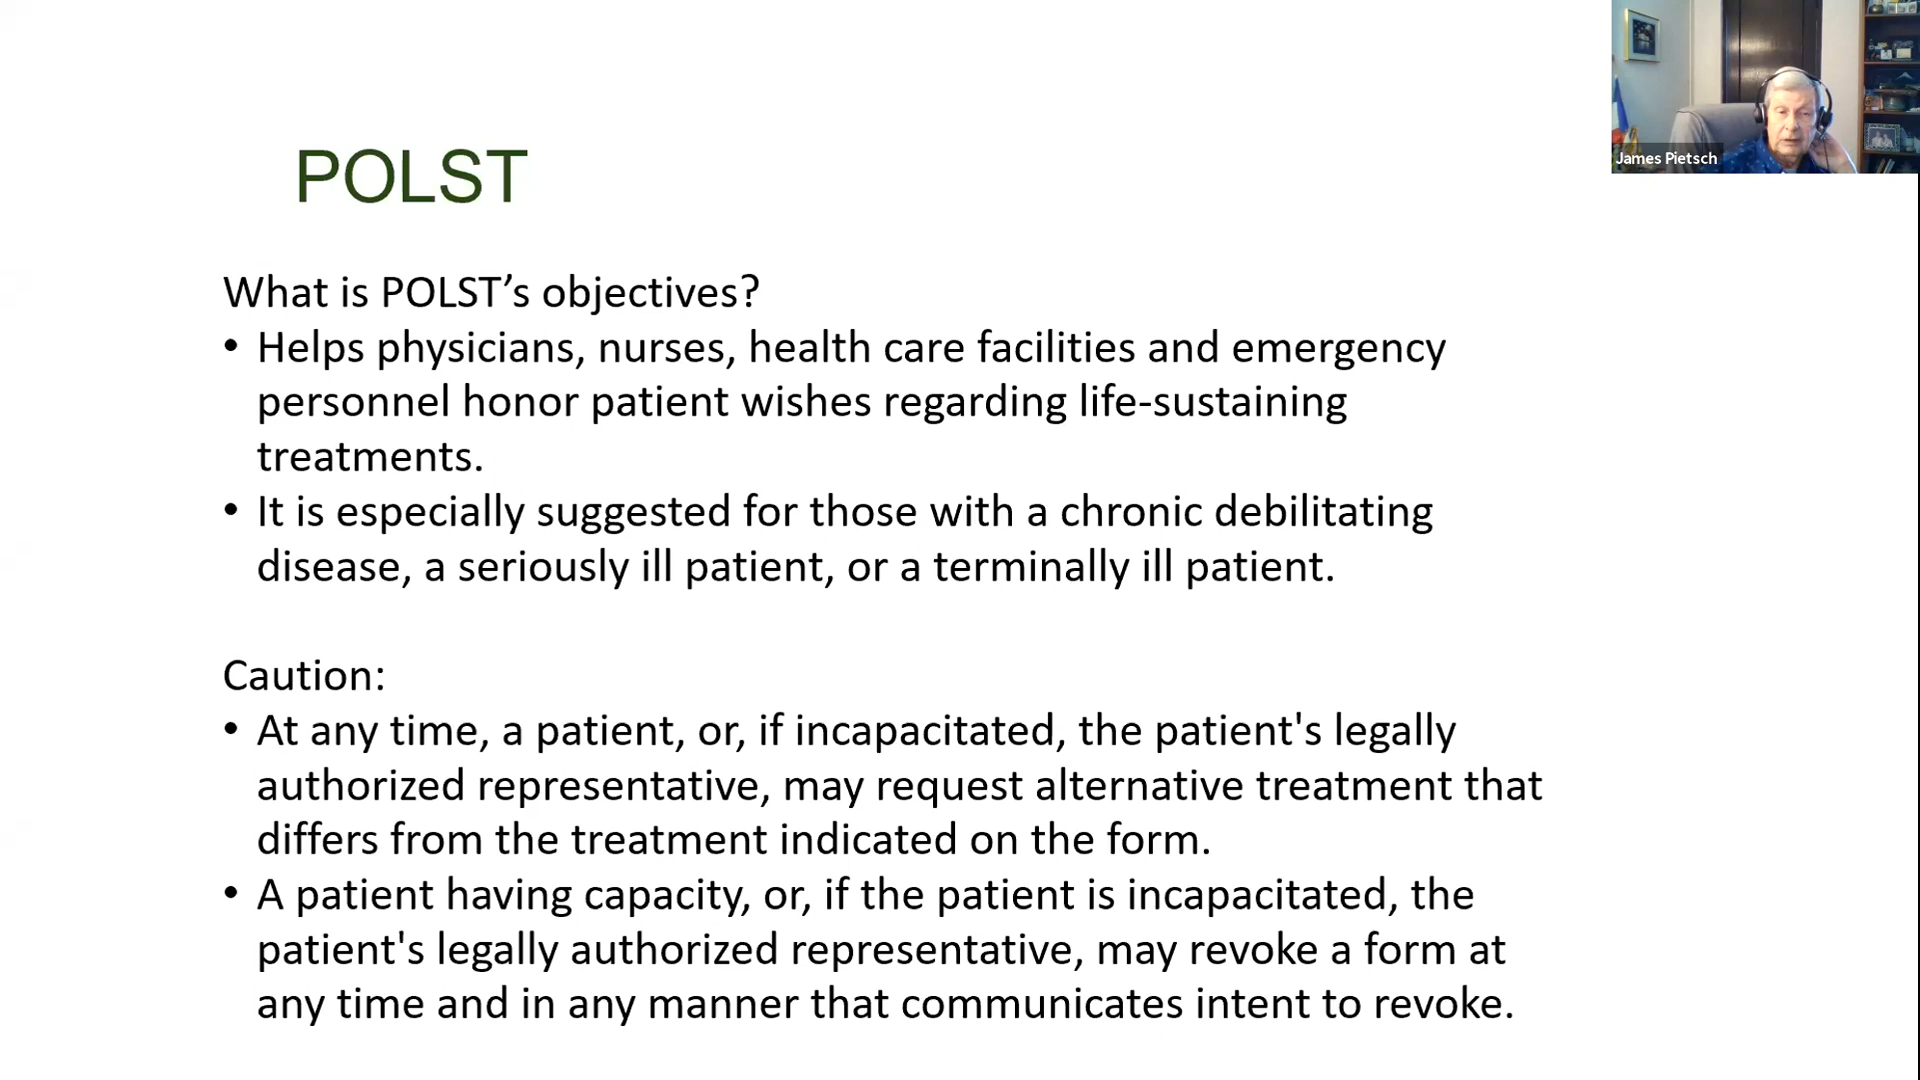 James Pietsch
POLST
What is POLST’s objectives?
• Helps physicians, nurses, health care facilities and emergency
personnel honor patient wishes regarding life-sustaining
treatments.
• It is especially suggested for those with a chronic debilitating
disease, a seriously ill patient, or a terminally ill patient.
Caution:
• At any time, a patient, or, if incapacitated, the patient's legally
authorized representative, may request alternative treatment that
differs from the treatment indicated on the form.
• A patient having capacity, or, if the patient is incapacitated, the
patient's legally authorized representative, may revoke a form at
any time and in any manner that communicates intent to revoke.